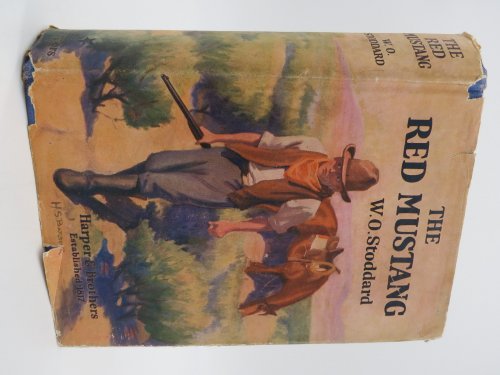 THE
RED
MUSTANG
W. O.
STODDARD
THE
RED MUSTANG
W. O. Stoddard
Harper & Brothers
Established 1817